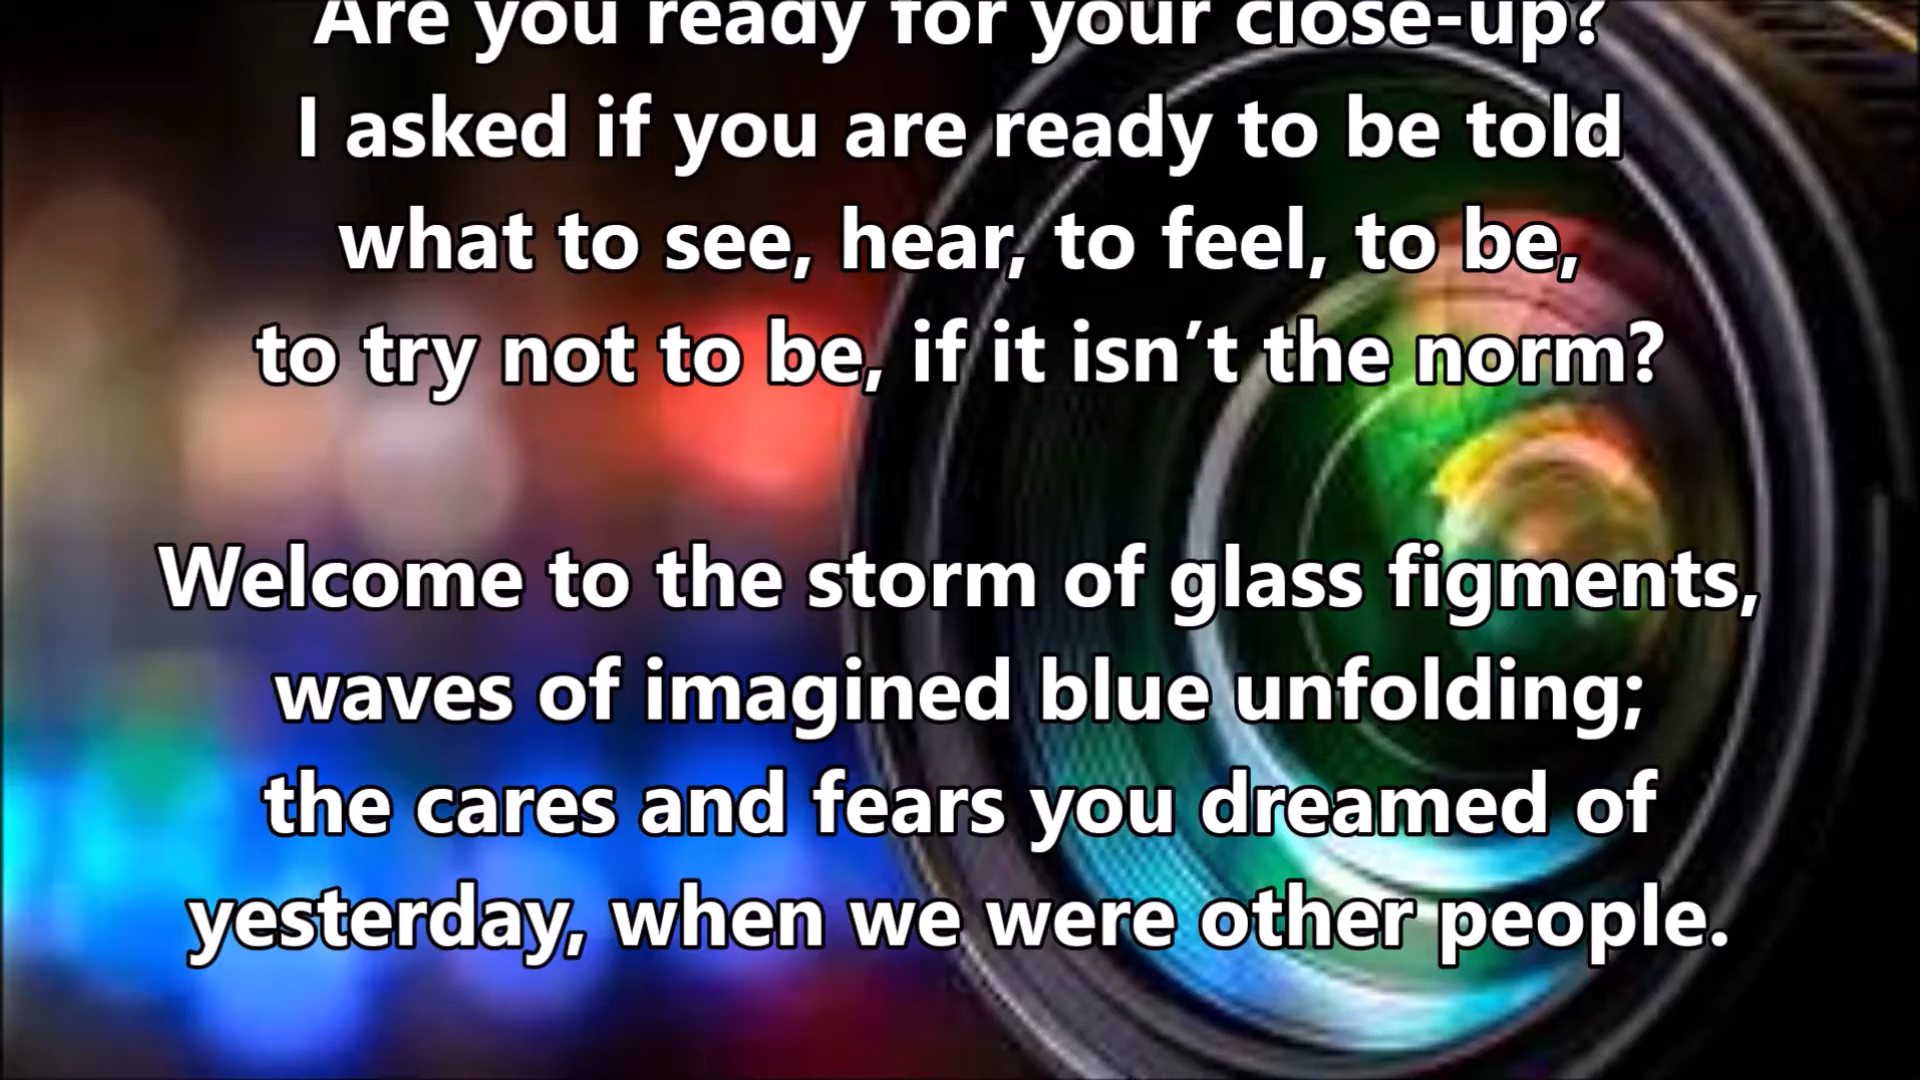 Are you ready for your close-up?
I asked if you are ready to be told
what to see, hear, to feel, to be,
to try not to be, if it isn’t the norm?
Welcome to the storm of glass figments,
waves of imagined blue unfolding;
the cares and fears you dreamed of
yesterday, when we were other people.